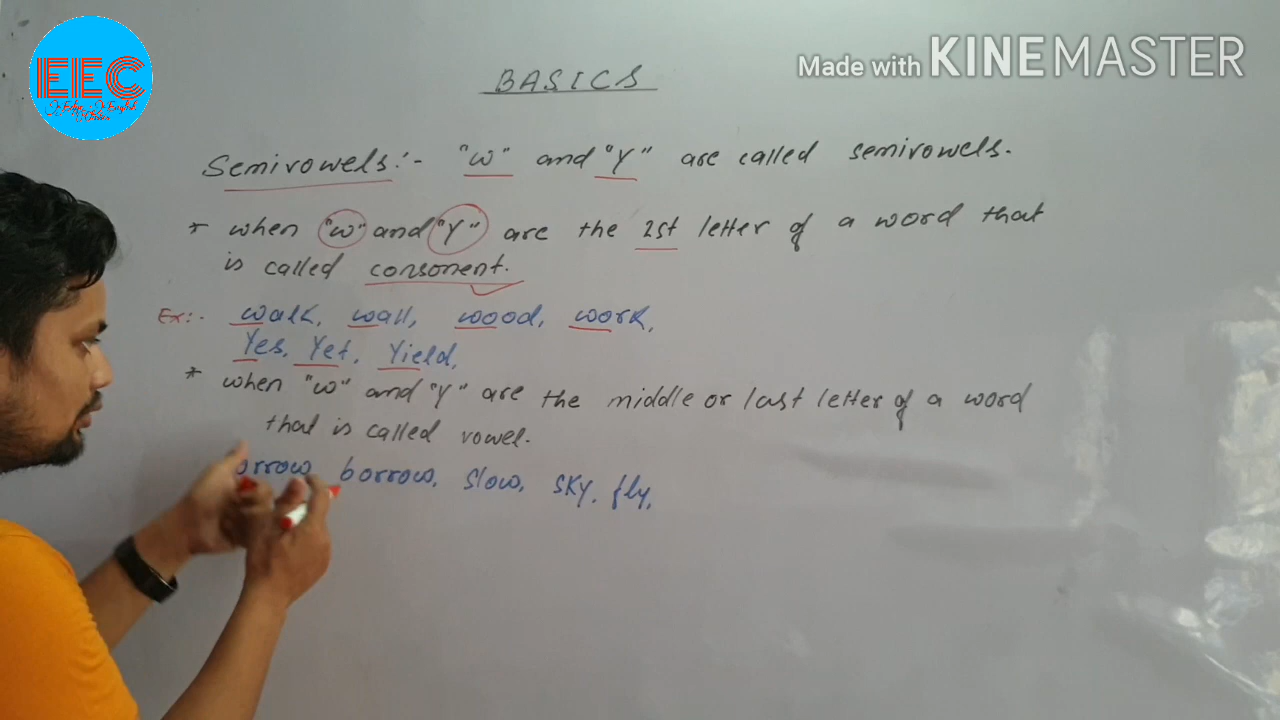 EEC
Made with KINEMASTER
BASICS
Semivowels:- "W" and "Y" are called semivowels.
* when "W" and "Y" are the 1st letter of a word that
is called consonent.
Ex:- walk, wall, wood, work,
Yes, Yet, Yield,
* when "W" and "Y" are the middle or last letter of a word
that is called vowel.
orrow, borrow, slow, sky, fly,